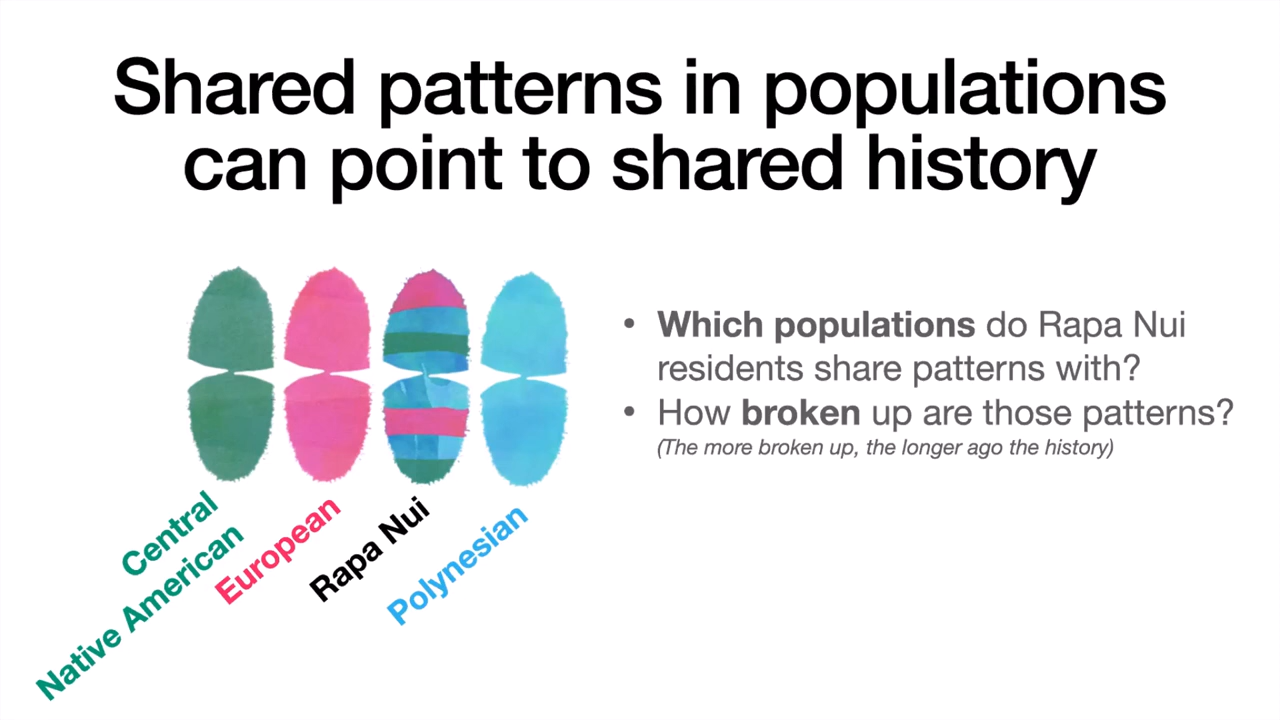 Shared patterns in populations
can point to shared history
• Which populations do Rapa Nui
residents share patterns with?
• How broken up are those patterns?
(The more broken up, the longer ago the history)
Central
Native American
European
Rapa Nui
Polynesian